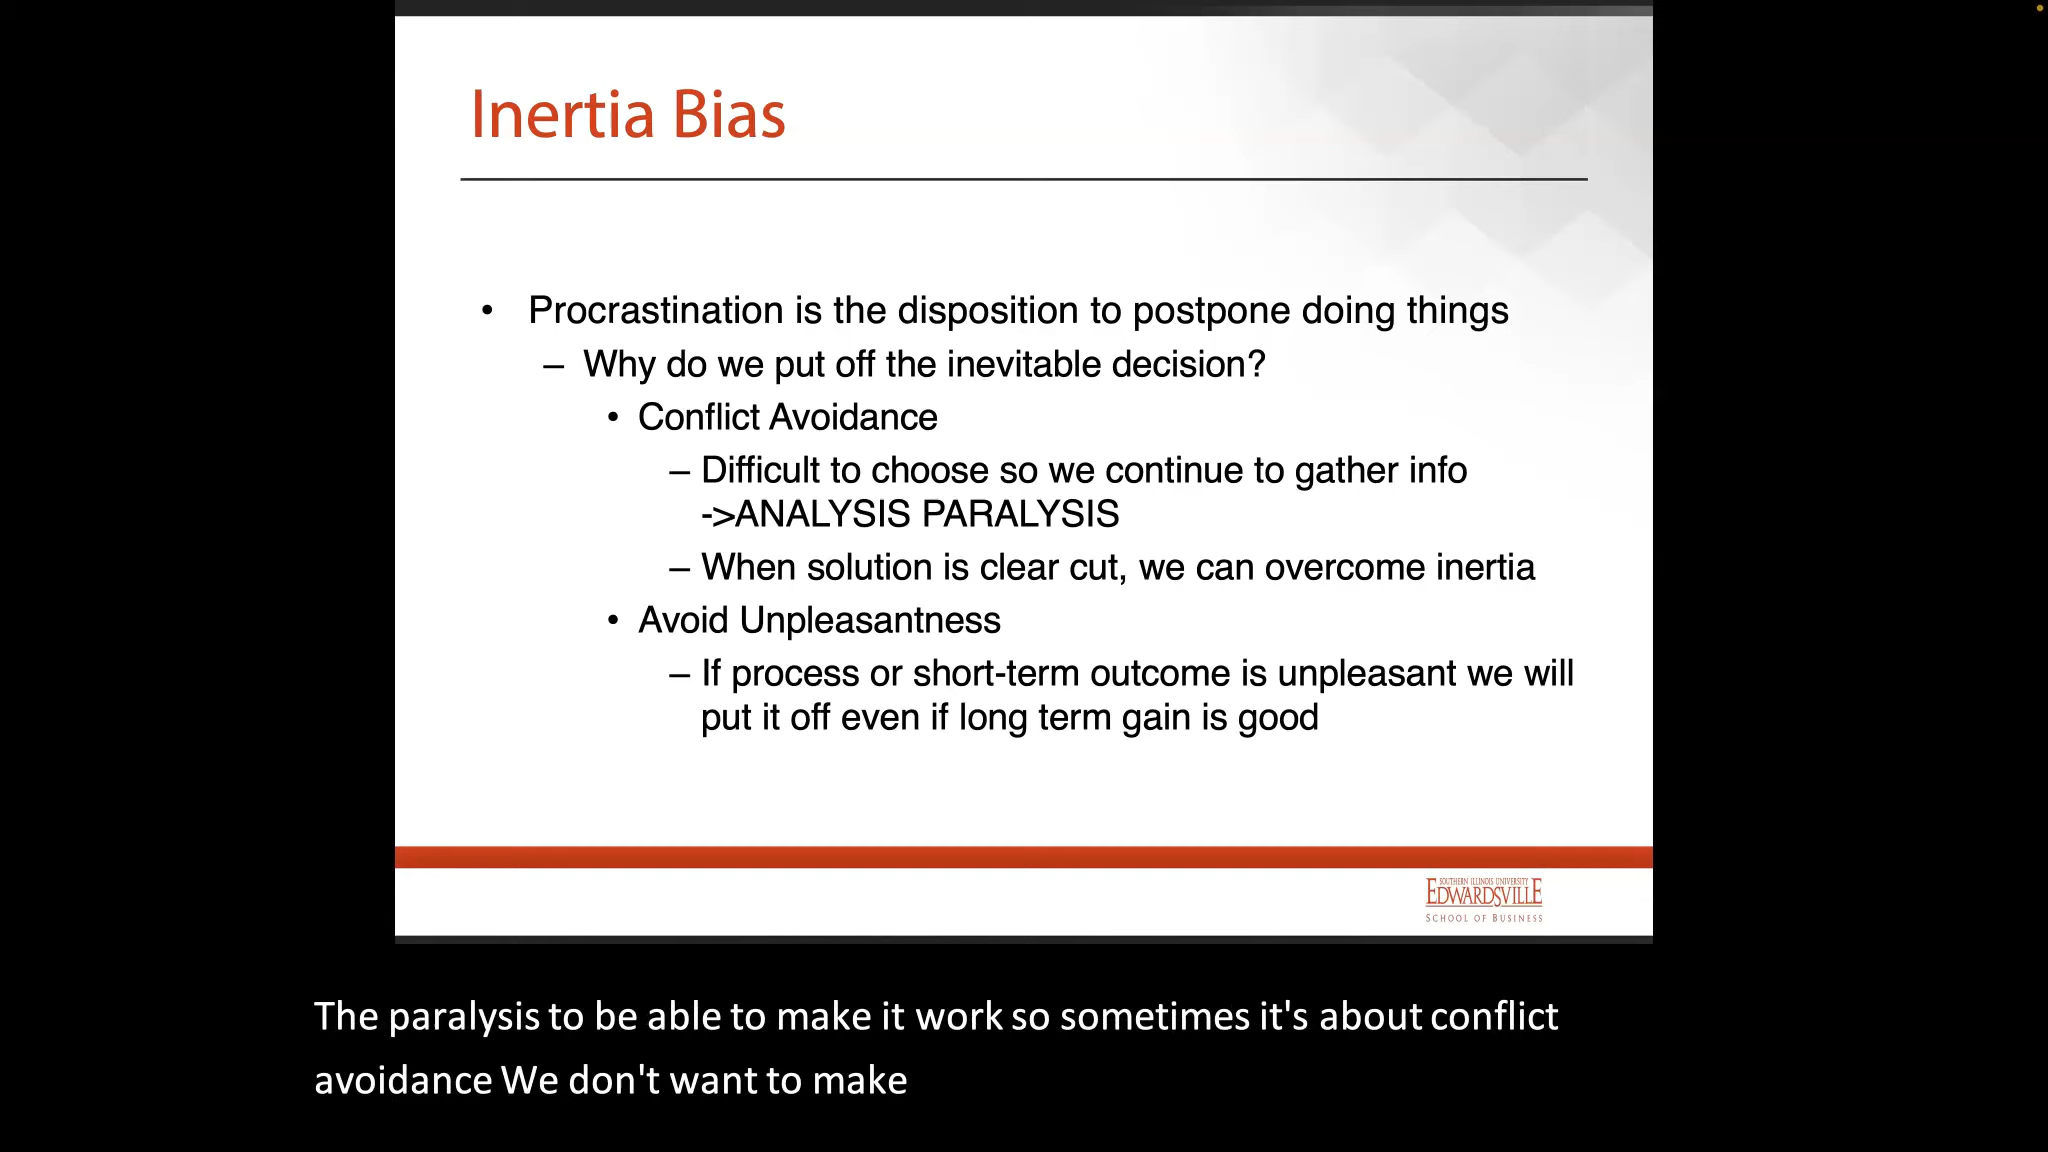 Inertia Bias
• Procrastination is the disposition to postpone doing things
– Why do we put off the inevitable decision?
• Conflict Avoidance
– Difficult to choose so we continue to gather info
->ANALYSIS PARALYSIS
– When solution is clear cut, we can overcome inertia
• Avoid Unpleasantness
– If process or short-term outcome is unpleasant we will
put it off even if long term gain is good
SOUTHERN ILLINOIS UNIVERSITY
EDWARDSVILLE
SCHOOL OF BUSINESS
The paralysis to be able to make it work so sometimes it's about conflict
avoidance We don't want to make